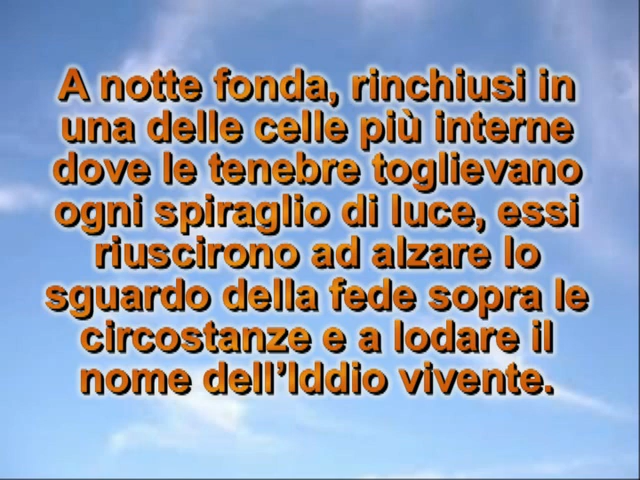 A notte fonda, rinchiusi in
una delle celle più interne
dove le tenebre toglievano
ogni spiraglio di luce, essi
riuscirono ad alzare lo
sguardo della fede sopra le
circostanze e a lodare il
nome dell’Iddio vivente.